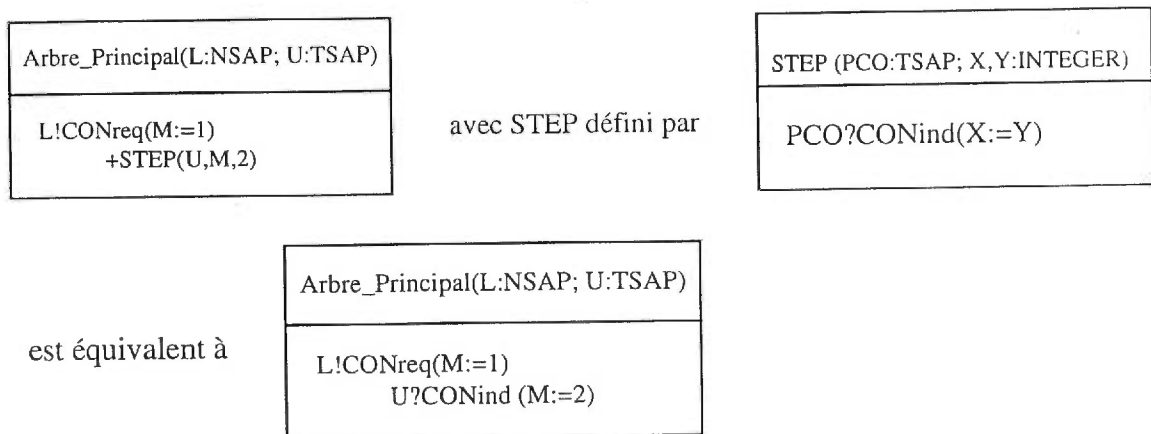 Arbre_Principal(L:NSAP; U:TSAP)
L!CONreq(M:=1)
+STEP(U,M,2)
avec STEP défini par
STEP (PCO:TSAP; X,Y:INTEGER)
PCO?CONind(X:=Y)
est équivalent à
Arbre_Principal(L:NSAP; U:TSAP)
L!CONreq(M:=1)
U?CONind (M:=2)